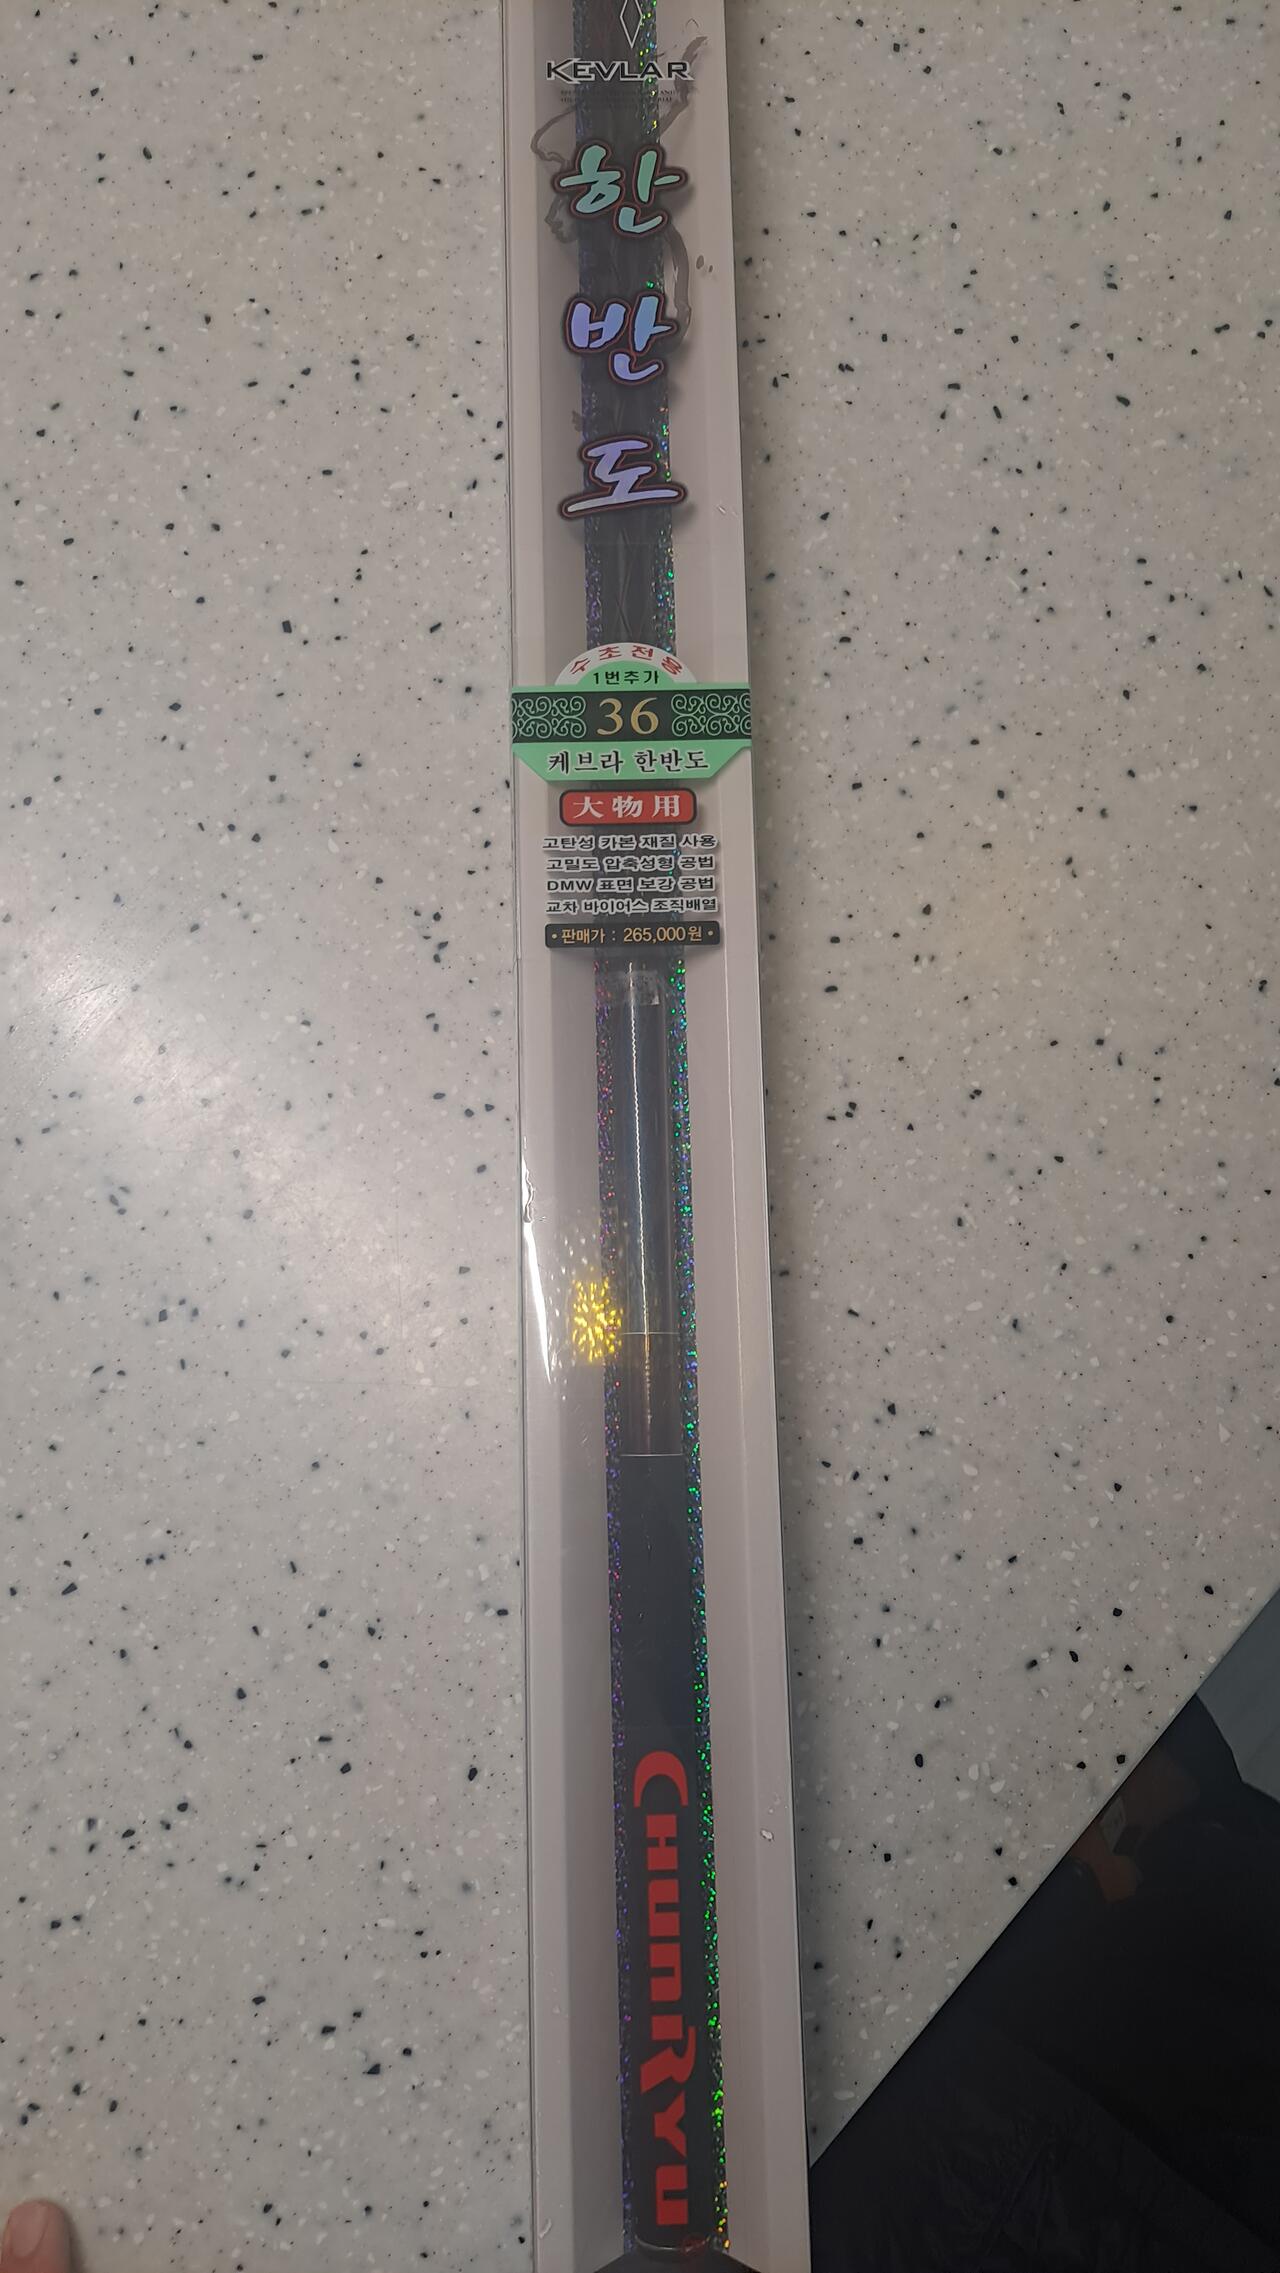 KEVLAR
한
반
도
수초전용
1번추가
36
케브라 한반도
大物用
고탄성 카본 재질 사용
고밀도 압축성형 공법
DMW 표면 보강 공법
교차 바이어스 조직배열
• 판매가 : 265,000원 •
CHUNRYU